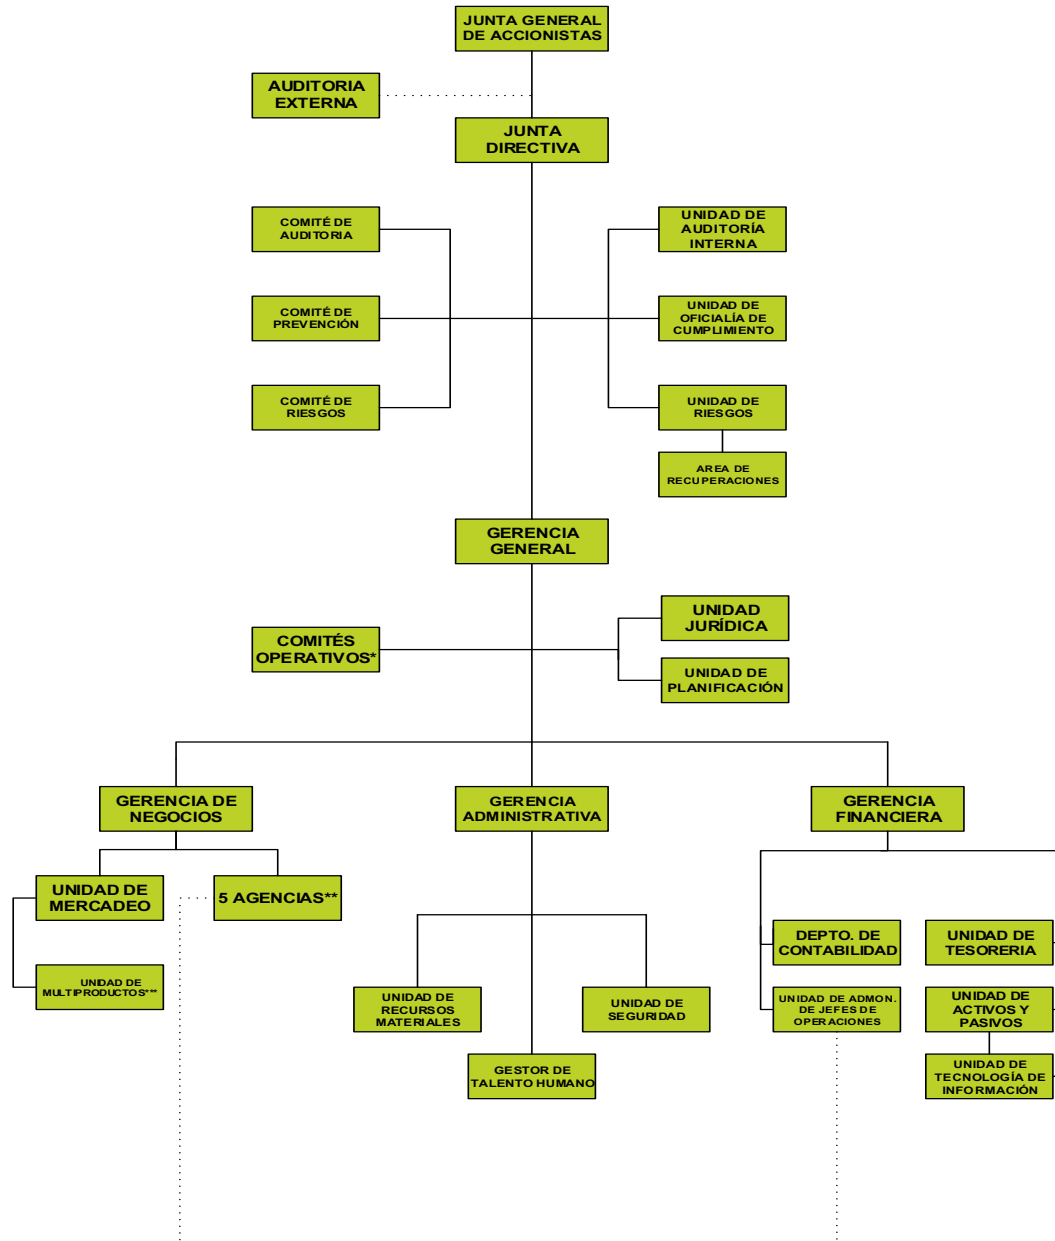 JUNTA GENERAL
DE ACCIONISTAS
AUDITORIA
EXTERNA
JUNTA
DIRECTIVA
COMITÉ DE
AUDITORIA
UNIDAD DE
AUDITORÍA
INTERNA
COMITÉ DE
PREVENCIÓN
UNIDAD DE
OFICIALÍA DE
CUMPLIMIENTO
COMITÉ DE
RIESGOS
UNIDAD DE
RIESGOS
AREA DE
RECUPERACIONES
GERENCIA
GENERAL
UNIDAD
JURÍDICA
COMITÉS
OPERATIVOS*
UNIDAD DE
PLANIFICACIÓN
GERENCIA DE
NEGOCIOS
GERENCIA
ADMINISTRATIVA
GERENCIA
FINANCIERA
UNIDAD DE
MERCADEO
5 AGENCIAS**
DEPTO. DE
CONTABILIDAD
UNIDAD DE
TESORERIA
UNIDAD DE
MULTIPRODUCTOS***
UNIDAD DE
RECURSOS
MATERIALES
UNIDAD DE
SEGURIDAD
UNIDAD DE ADMON.
DE JEFES DE
OPERACIONES
UNIDAD DE
ACTIVOS Y
PASIVOS
GESTOR DE
TALENTO HUMANO
UNIDAD DE
TECNOLOGÍA DE
INFORMACIÓN